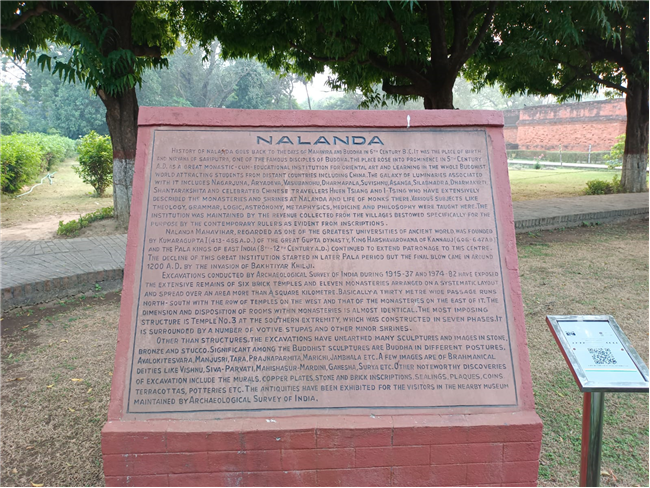 NALANDA
HISTORY OF NALANDA GOES BACK TO THE DAYS OF MAHAVIRA AND BUDDHA IN 6TH CENTURY B.C. IT WAS THE PLACE OF BIRTH
AND NIRVANA OF SARIPUTRA, ONE OF THE FAMOUS DISCIPLES OF BUDDHA. THE PLACE ROSE INTO PROMINENCE IN 5TH CENTURY
A.D. AS A GREAT MONASTIC-CUM-EDUCATIONAL INSTITUTION FOR ORIENTAL ART AND LEARNING IN THE WHOLE BUDDHIST
WORLD ATTRACTING STUDENTS FROM DISTANT COUNTRIES INCLUDING CHINA. THE GALAXY OF LUMINARIES ASSOCIATED
WITH IT INCLUDES NAGARJUNA, ARYADEVA, VASUBANDHU, DHARMAPALA, SUVISHNU, ASANGA, SILABHADRA, DHARMAKIRTI,
SHANTARAKSHITA AND CELEBRATED CHINESE TRAVELLERS HIUEN TSANG AND I-TSING WHO HAVE EXTENSIVELY
DESCRIBED THE MONASTERIES AND SHRINES AT NALANDA AND LIFE OF MONKS THERE. VARIOUS SUBJECTS LIKE
THEOLOGY, GRAMMAR, LOGIC, ASTRONOMY, METAPHYSICS, MEDICINE AND PHILOSOPHY WERE TAUGHT HERE. THE
INSTITUTION WAS MAINTAINED BY THE REVENUE COLLECTED FROM THE VILLAGES BESTOWED SPECIFICALLY FOR THE
PURPOSE BY THE CONTEMPORARY RULERS AS EVIDENT FROM INSCRIPTIONS.
NALANDA MAHAVIHAR, REGARDED AS ONE OF THE GREATEST UNIVERSITIES OF ANCIENT WORLD, WAS FOUNDED
BY KUMARAGUPTA I (413-455 A.D.) OF THE GREAT GUPTA DYNASTY. KING HARSHAVARDHANA OF KANNAUJ (606-647 A.D.)
AND THE PALA KINGS OF EAST INDIA (8TH-12TH CENTURY A.D.) CONTINUED TO EXTEND PATRONAGE TO THIS CENTRE.
THE DECLINE OF THIS GREAT INSTITUTION STARTED IN LATER PALA PERIOD BUT THE FINAL BLOW CAME IN AROUND
1200 A.D. BY THE INVASION OF BAKHTIYAR KHILJI.
EXCAVATIONS CONDUCTED BY ARCHAEOLOGICAL SURVEY OF INDIA DURING 1915-37 AND 1974-82 HAVE EXPOSED
THE EXTENSIVE REMAINS OF SIX BRICK TEMPLES AND ELEVEN MONASTERIES ARRANGED ON A SYSTEMATIC LAYOUT
AND SPREAD OVER AN AREA MORE THAN A SQUARE KILOMETRE. BASICALLY A THIRTY METRE WIDE PASSAGE RUNS
NORTH-SOUTH WITH THE ROW OF TEMPLES ON THE WEST AND THAT OF THE MONASTERIES ON THE EAST OF IT. THE
DIMENSION AND DISPOSITION OF ROOMS WITHIN MONASTERIES IS ALMOST IDENTICAL. THE MOST IMPOSING
STRUCTURE IS TEMPLE NO. 3 AT THE SOUTHERN EXTREMITY WHICH WAS CONSTRUCTED IN SEVEN PHASES. IT
IS SURROUNDED BY A NUMBER OF VOTIVE STUPAS AND OTHER MINOR SHRINES.
OTHER THAN STRUCTURES, THE EXCAVATIONS HAVE UNEARTHED MANY SCULPTURES AND IMAGES IN STONE,
BRONZE AND STUCCO. SIGNIFICANT AMONG THE BUDDHIST SCULPTURES ARE BUDDHA IN DIFFERENT POSTURES,
AVALOKITESVARA, MANJUSRI, TARA, PRAJNAPARMITA, MARICHI, JAMBHALA ETC. A FEW IMAGES ARE OF BRAHMANICAL
DEITIES LIKE VISHNU, SIVA-PARVATI, MAHISHASUR-MARDINI, GANESHA, SURYA ETC. OTHER NOTEWORTHY DISCOVERIES
OF EXCAVATION INCLUDE THE MURALS, COPPER PLATES, STONE AND BRICK INSCRIPTIONS, SEALINGS, PLAQUES, COINS,
TERRACOTTAS, POTTERIES ETC. THE ANTIQUITIES HAVE BEEN EXHIBITED FOR THE VISITORS IN THE NEARBY MUSEUM
MAINTAINED BY ARCHAEOLOGICAL SURVEY OF INDIA.